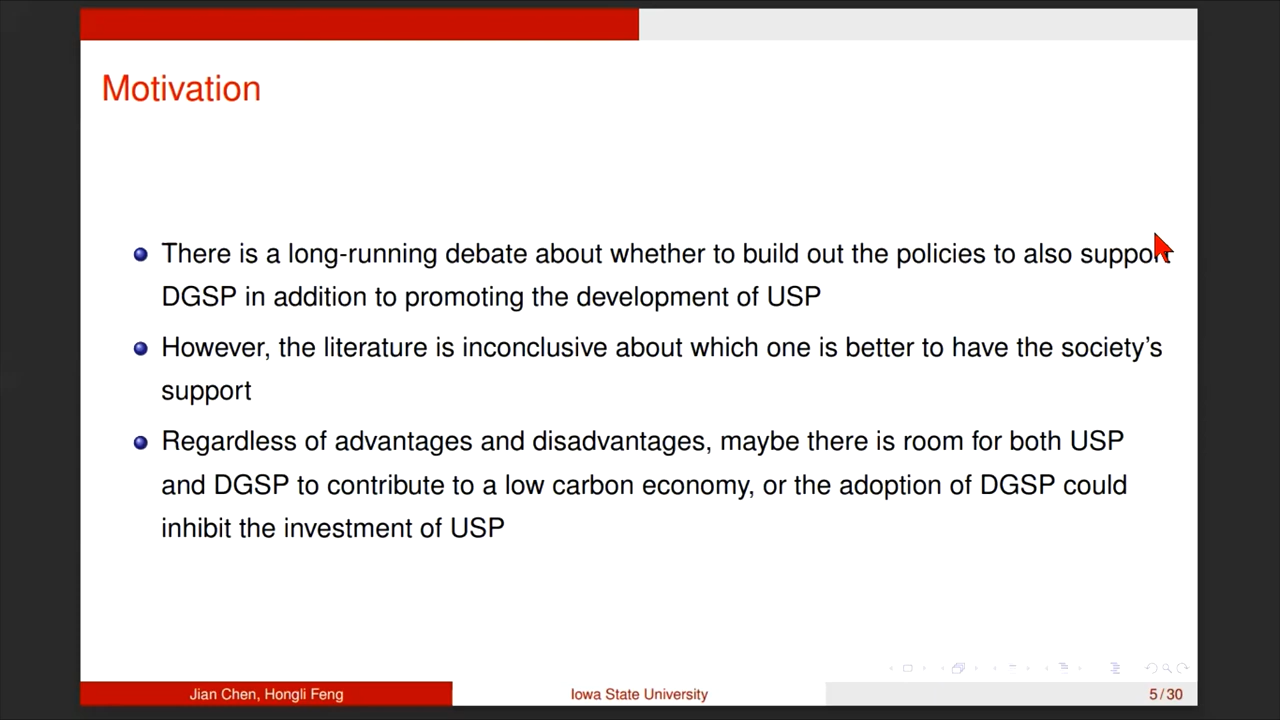 Motivation
There is a long-running debate about whether to build out the policies to also support
DGSP in addition to promoting the development of USP
However, the literature is inconclusive about which one is better to have the society's
support
Regardless of advantages and disadvantages, maybe there is room for both USP
and DGSP to contribute to a low carbon economy, or the adoption of DGSP could
inhibit the investment of USP
Jian Chen, Hongli Feng
Iowa State University
5 / 30